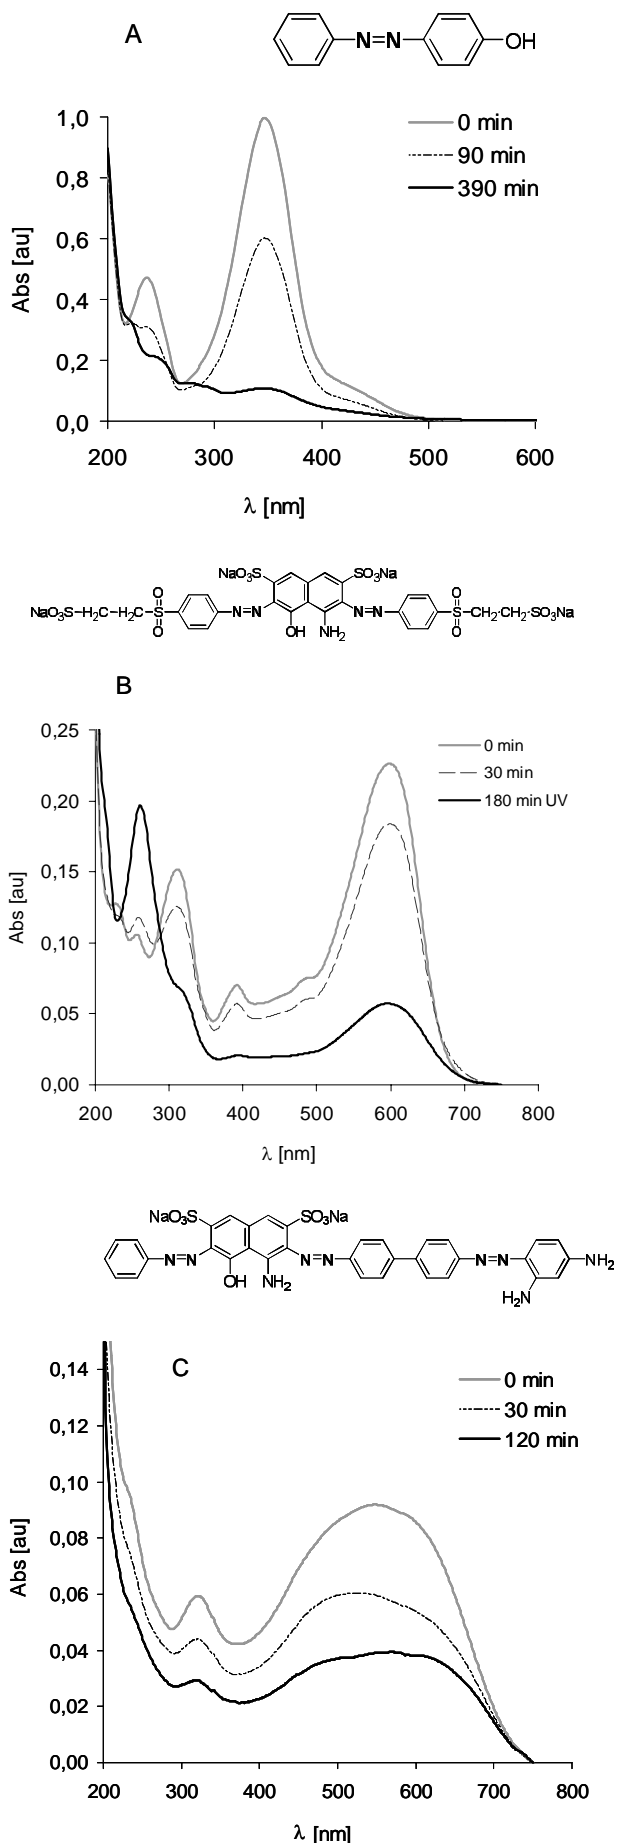 A
N=N
OH
1,0
0,8
0,6
0,4
0,2
0,0
Abs [au]
0 min
90 min
390 min
200 300 400 500 600
λ [nm]
NaO3S SO3Na
NaO3S-H2C-H2C-S N=N N=N S-CH2-CH2-SO3Na
O O O O
OH NH2
B
0,25
0,20
0,15
0,10
0,05
0,00
Abs [au]
0 min
30 min
180 min UV
200 300 400 500 600 700 800
λ [nm]
NaO3S SO3Na
N=N N=N N=N NH2
OH NH2 H2N
C
0,14
0,12
0,10
0,08
0,06
0,04
0,02
0,00
Abs [au]
0 min
30 min
120 min
200 300 400 500 600 700 800
λ [nm]